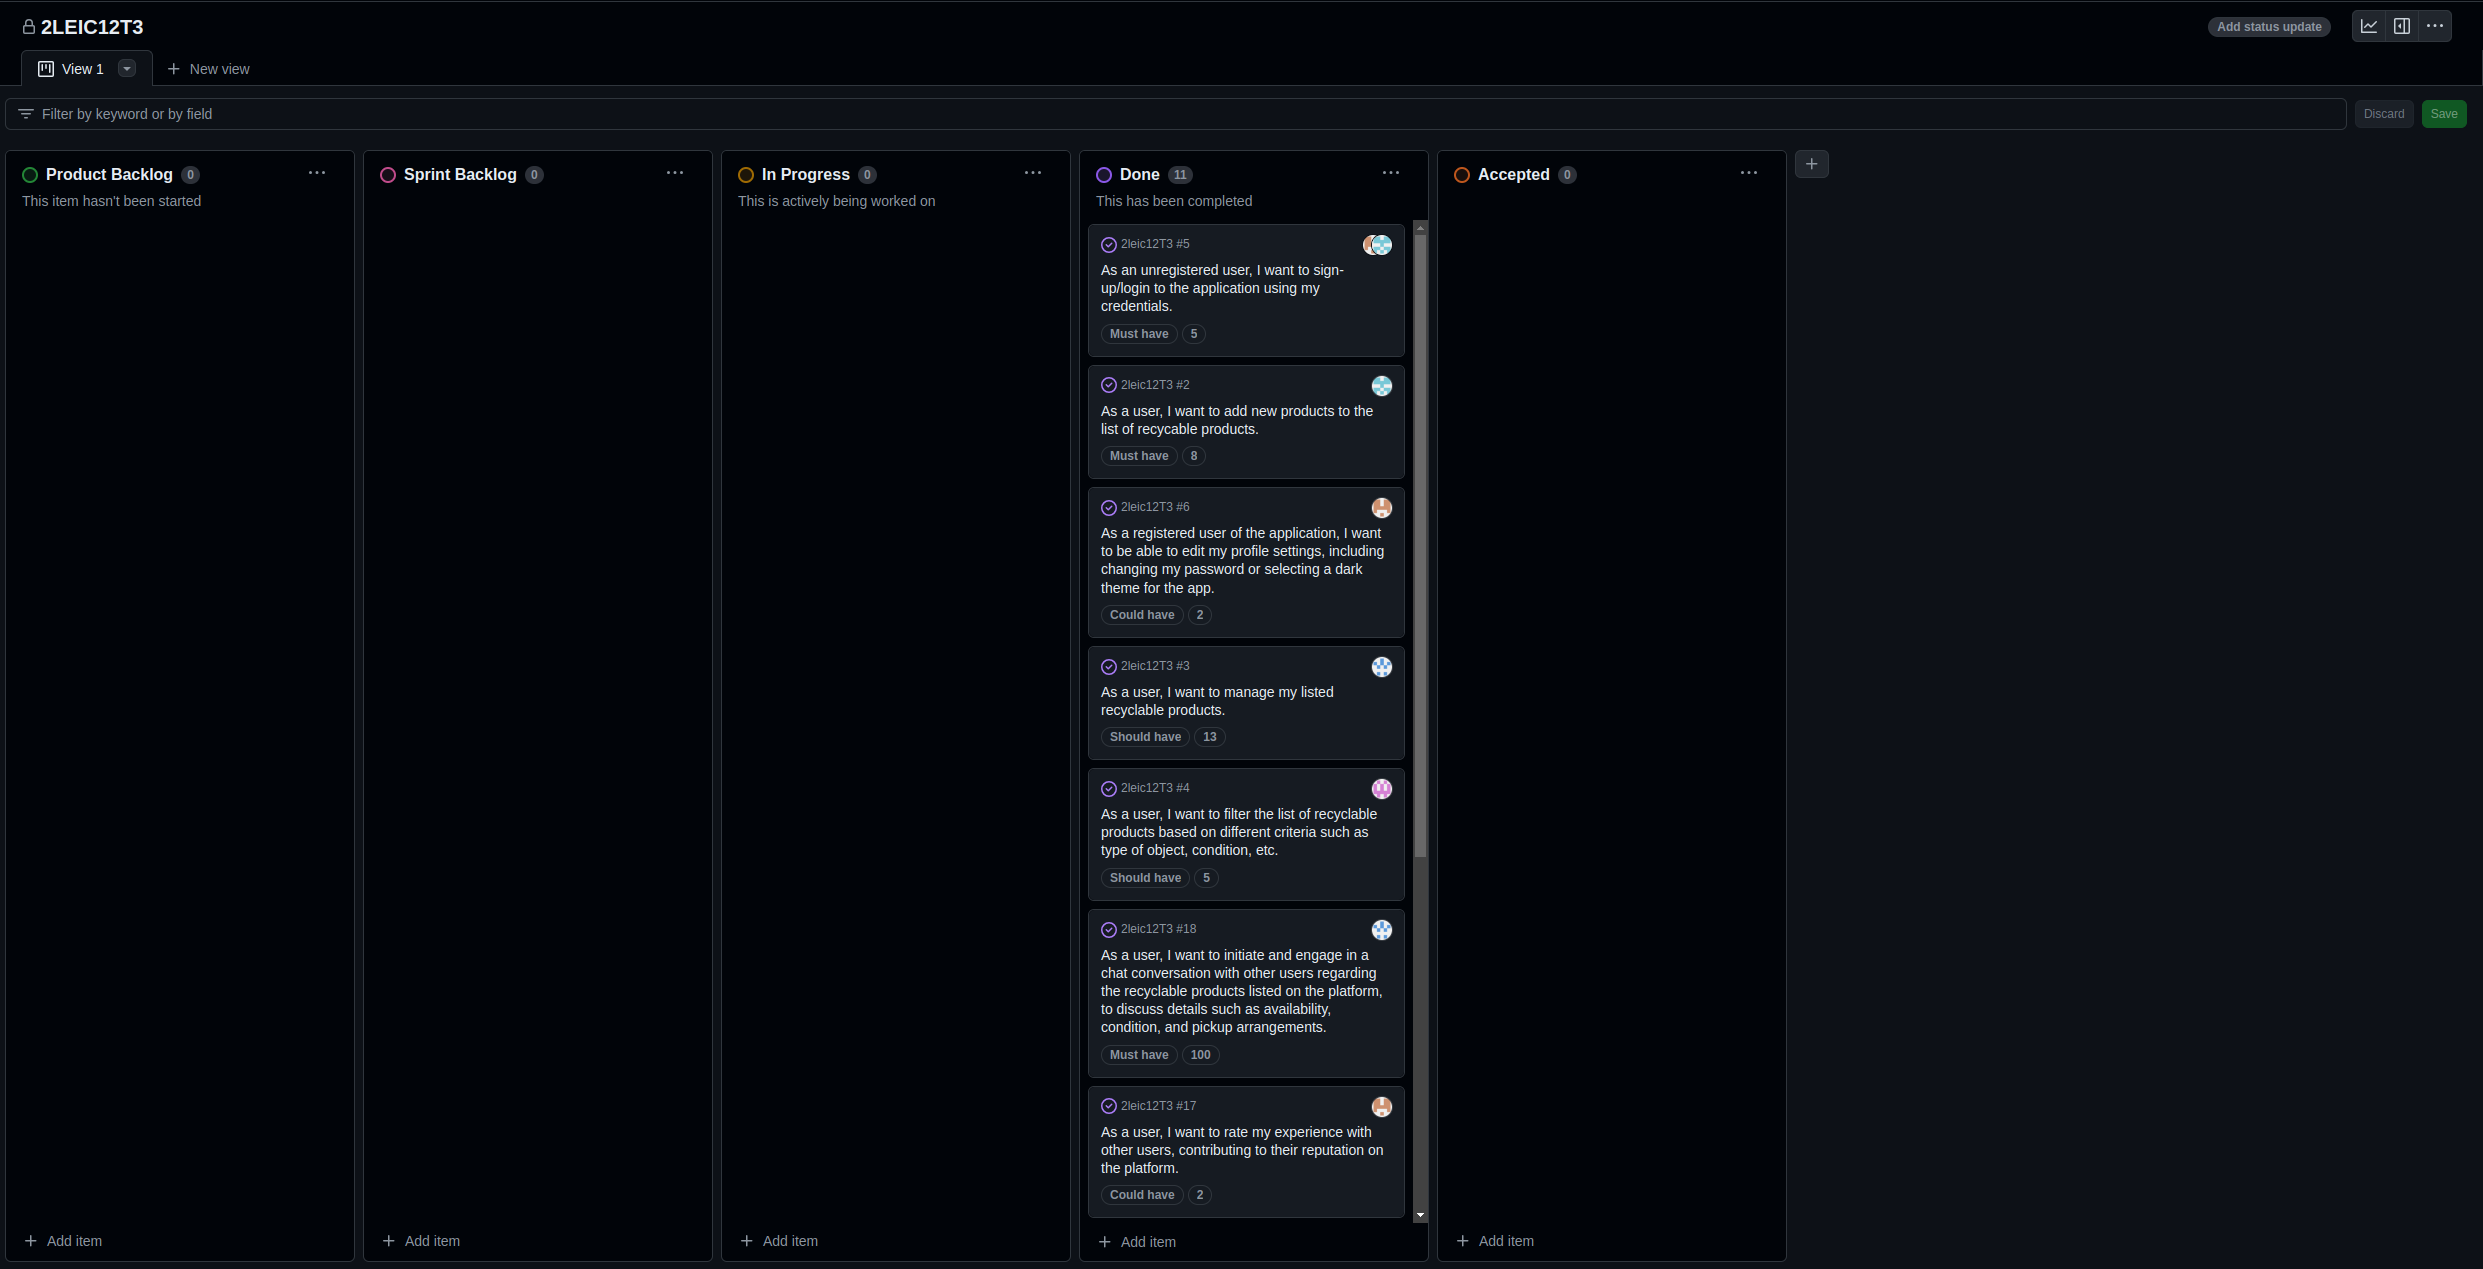 2LEIC12T3
Add status update
View 1
New view
Filter by keyword or by field
Discard
Save
Product Backlog 0
This item hasn't been started
Add item
Sprint Backlog 0
Add item
In Progress 0
This is actively being worked on
Add item
Done 11
This has been completed
2leic12T3 #5
As an unregistered user, I want to sign-
up/login to the application using my
credentials.
Must have 5
2leic12T3 #2
As a user, I want to add new products to the
list of recycable products.
Must have 8
2leic12T3 #6
As a registered user of the application, I want
to be able to edit my profile settings, including
changing my password or selecting a dark
theme for the app.
Could have 2
2leic12T3 #3
As a user, I want to manage my listed
recyclable products.
Should have 13
2leic12T3 #4
As a user, I want to filter the list of recyclable
products based on different criteria such as
type of object, condition, etc.
Should have 5
2leic12T3 #18
As a user, I want to initiate and engage in a
chat conversation with other users regarding
the recyclable products listed on the platform,
to discuss details such as availability,
condition, and pickup arrangements.
Must have 100
2leic12T3 #17
As a user, I want to rate my experience with
other users, contributing to their reputation on
the platform.
Could have 2
Add item
Accepted 0
Add item